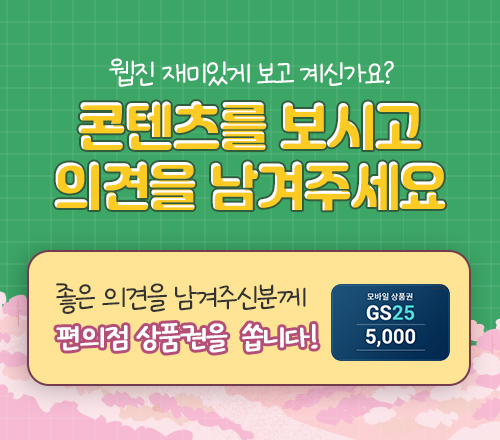 웹진 재미있게 보고 계신가요?
콘텐츠를 보시고
의견을 남겨주세요
좋은 의견을 남겨주신분께
편의점 상품권을 쏩니다!
모바일 상품권
GS25
5,000